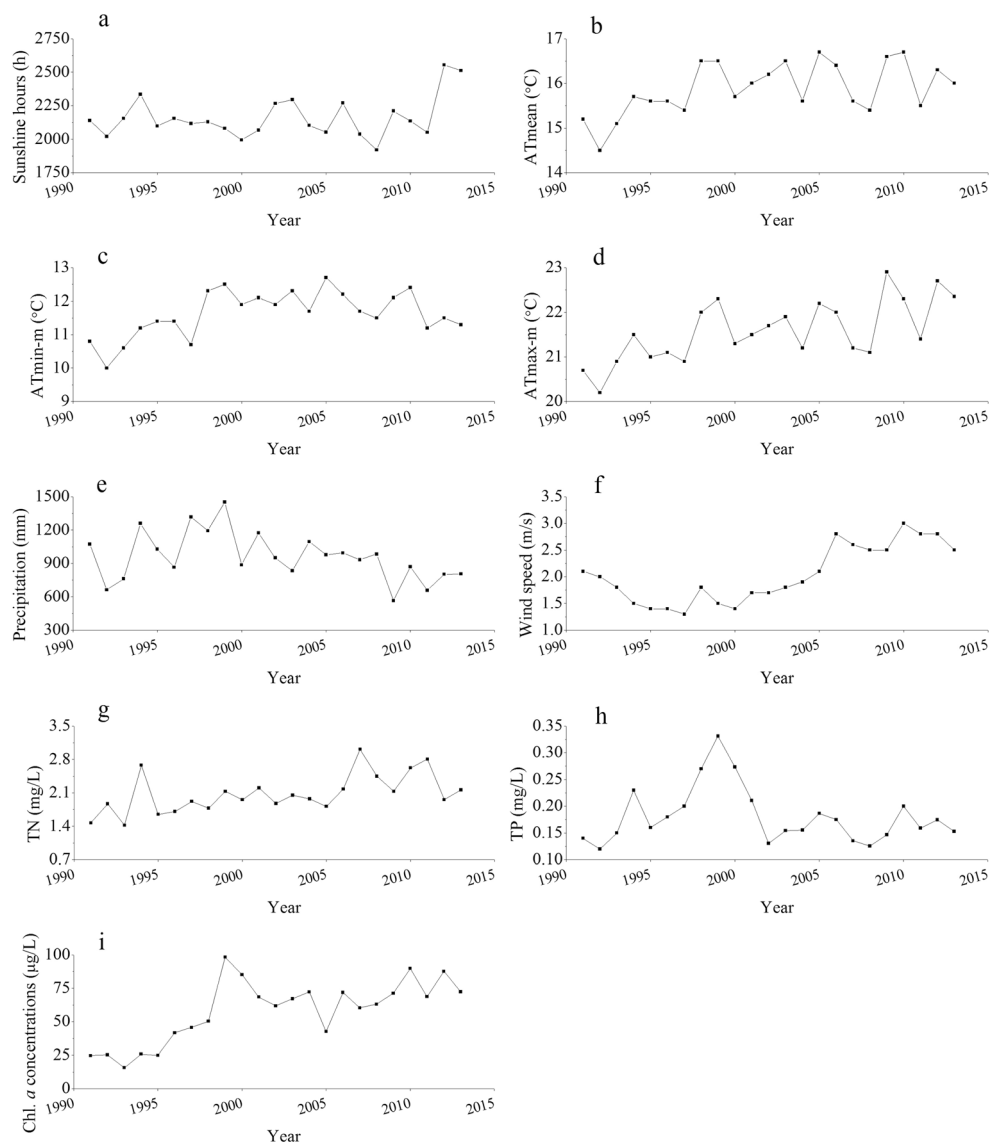 a
2750
2500
2250
2000
1750
Sunshine hours (h)
1990 1995 2000 2005 2010 2015
Year
b
17
16
15
14
ATmean (°C)
1990 1995 2000 2005 2010 2015
Year
c
13
12
11
10
9
ATmin-m (°C)
1990 1995 2000 2005 2010 2015
Year
d
23
22
21
20
ATmax-m (°C)
1990 1995 2000 2005 2010 2015
Year
e
1500
1200
900
600
300
Precipitation (mm)
1990 1995 2000 2005 2010 2015
Year
f
3.5
3.0
2.5
2.0
1.5
1.0
Wind speed (m/s)
1990 1995 2000 2005 2010 2015
Year
g
3.5
2.8
2.1
1.4
0.7
TN (mg/L)
1990 1995 2000 2005 2010 2015
Year
h
0.35
0.30
0.25
0.20
0.15
0.10
TP (mg/L)
1990 1995 2000 2005 2010 2015
Year
i
100
75
50
25
0
Chl. a concentrations (μg/L)
1990 1995 2000 2005 2010 2015
Year